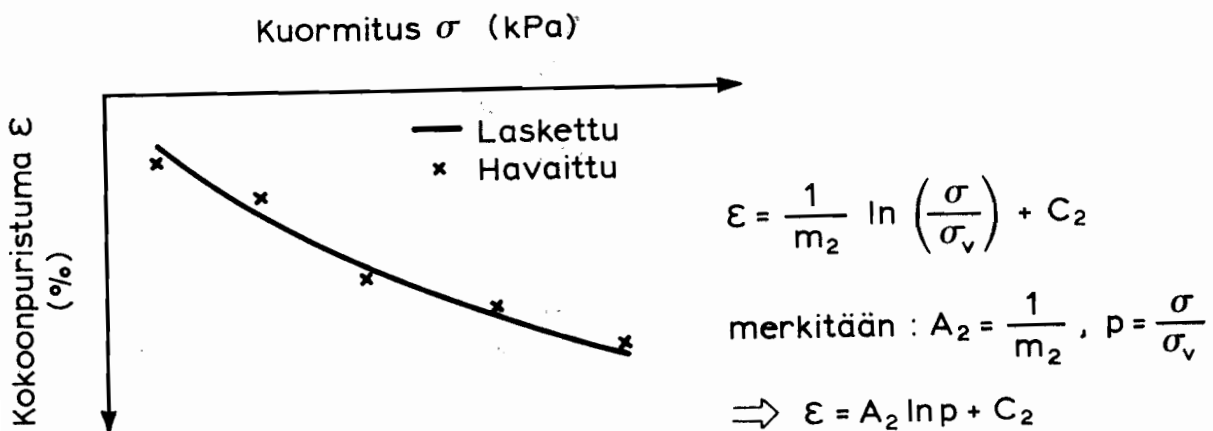 Kuormitus σ (kPa)
Kokoonpuristuma ε
(%)
Laskettu
× Havaittu
ε = 1/m₂ ln (σ/σᵥ) + C₂
merkitään : A₂ = 1/m₂ , p = σ/σᵥ
⇒ ε = A₂ ln p + C₂